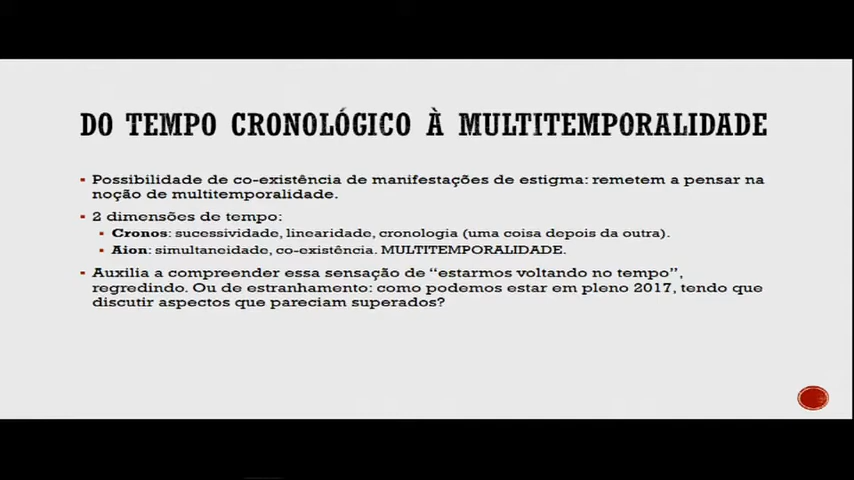 DO TEMPO CRONOLÓGICO À MULTITEMPORALIDADE
Possibilidade de co-existência de manifestações de estigma: remetem a pensar na
noção de multitemporalidade.
2 dimensões de tempo:
Cronos: sucessividade, linearidade, cronologia (uma coisa depois da outra).
Aion: simultaneidade, co-existência. MULTITEMPORALIDADE.
Auxilia a compreender essa sensação de “estarmos voltando no tempo”,
regredindo. Ou de estranhamento: como podemos estar em pleno 2017, tendo que
discutir aspectos que pareciam superados?